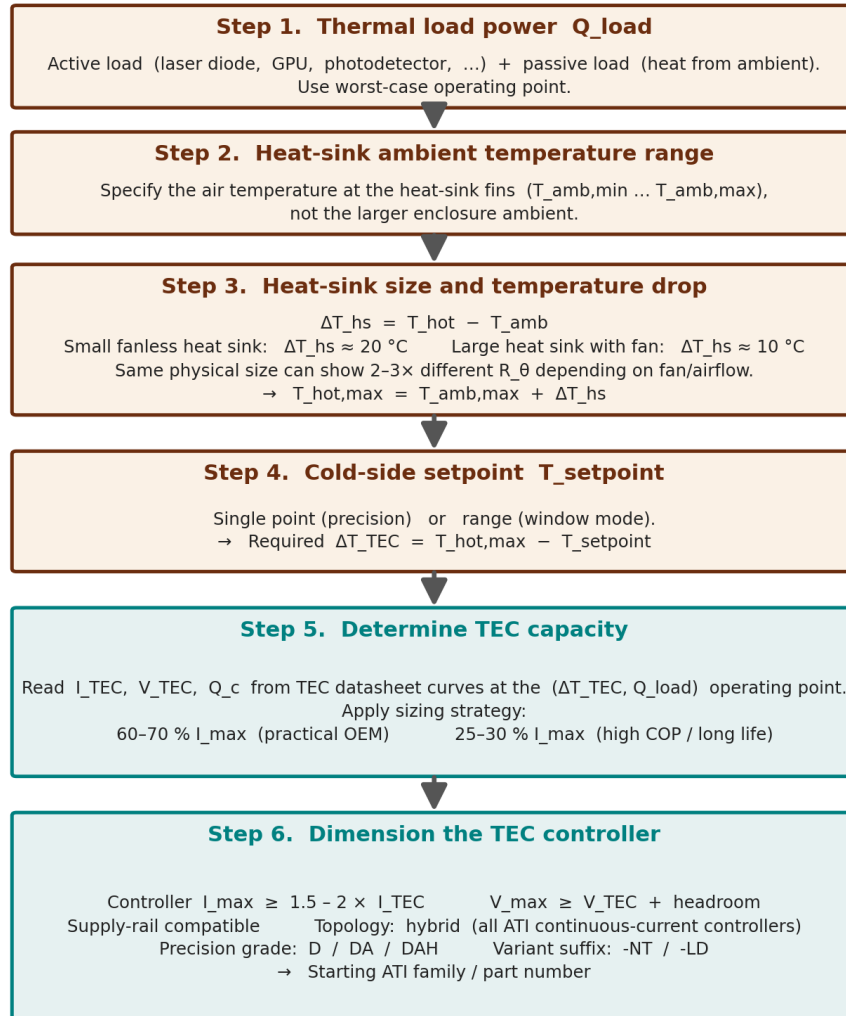 Step 1.  Thermal load power  Q_load
Active load  (laser diode,  GPU,  photodetector,  …)  +  passive load  (heat from ambient).
Use worst-case operating point.
Step 2.  Heat-sink ambient temperature range
Specify the air temperature at the heat-sink fins  (T_amb,min … T_amb,max),
not the larger enclosure ambient.
Step 3.  Heat-sink size and temperature drop
ΔT_hs  =  T_hot  −  T_amb
Small fanless heat sink:   ΔT_hs ≈ 20 °C        Large heat sink with fan:   ΔT_hs ≈ 10 °C
Same physical size can show 2–3× different R_θ depending on fan/airflow.
→   T_hot,max  =  T_amb,max  +  ΔT_hs
Step 4.  Cold-side setpoint  T_setpoint
Single point (precision)   or   range (window mode).
→   Required  ΔT_TEC  =  T_hot,max  −  T_setpoint
Step 5.  Determine TEC capacity
Read  I_TEC,  V_TEC,  Q_c  from TEC datasheet curves at the  (ΔT_TEC, Q_load)  operating point.
Apply sizing strategy:
60–70 % I_max  (practical OEM)            25–30 % I_max  (high COP / long life)
Step 6.  Dimension the TEC controller
Controller  I_max  ≥  1.5 – 2 ×  I_TEC            V_max  ≥  V_TEC  +  headroom
Supply-rail compatible          Topology:  hybrid  (all ATI continuous-current controllers)
Precision grade:  D  /  DA  /  DAH          Variant suffix:  -NT  /  -LD
→   Starting ATI family / part number